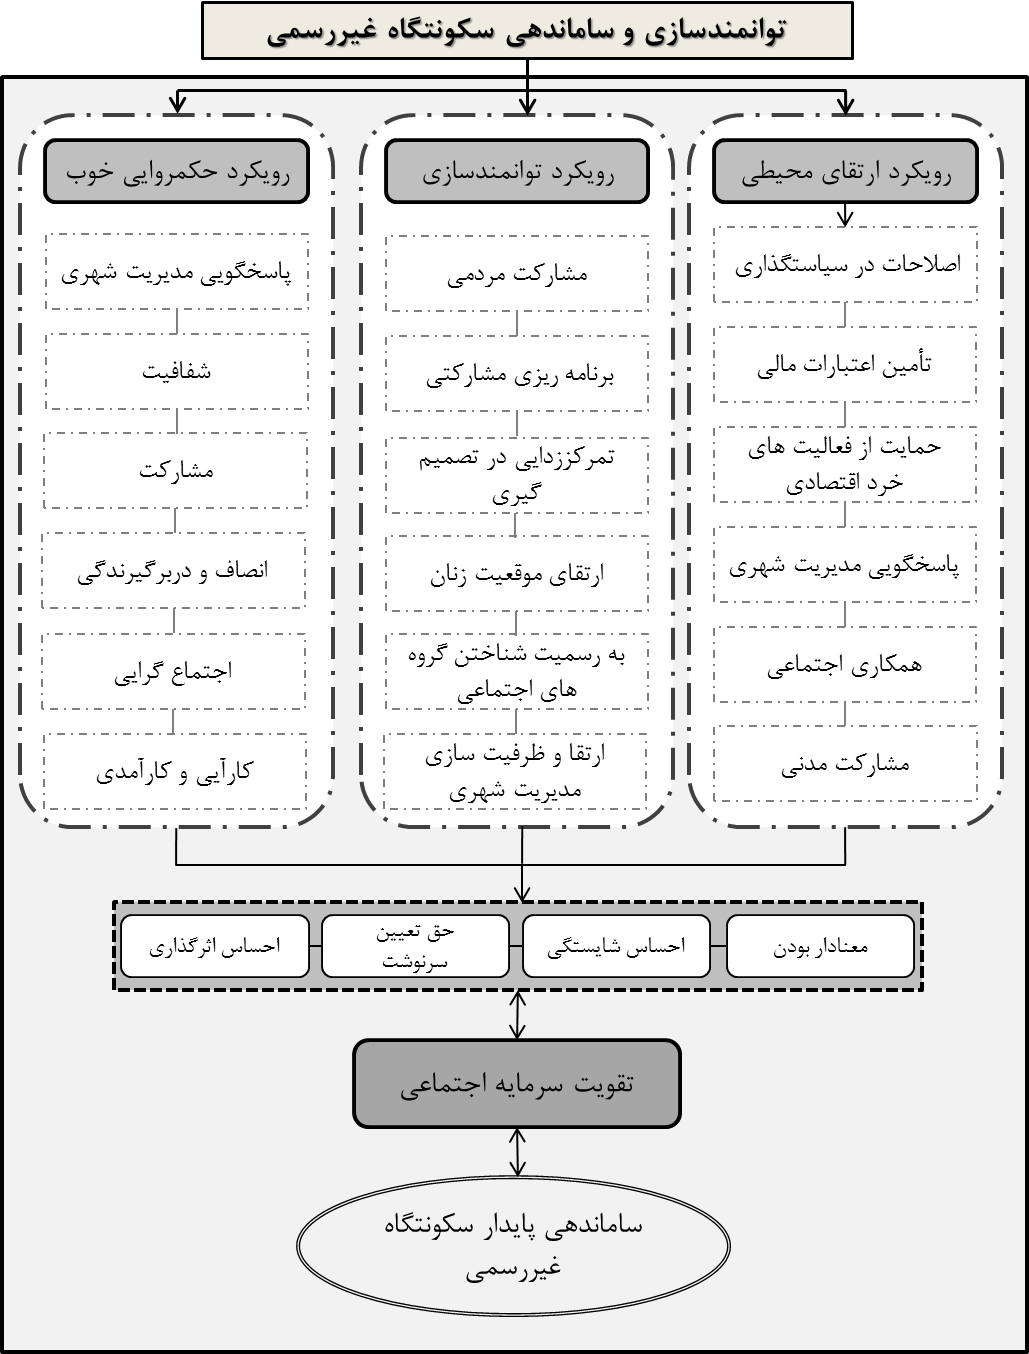 توانمندسازی و ساماندهی سکونتگاه غیررسمی
رویکرد ارتقای محیطی
اصلاحات در سیاستگذاری
تأمین اعتبارات مالی
حمایت از فعالیت های
خرد اقتصادی
پاسخگویی مدیریت شهری
همکاری اجتماعی
مشارکت مدنی
رویکرد توانمندسازی
مشارکت مردمی
برنامه ریزی مشارکتی
تمرکززدایی در تصمیم
گیری
ارتقای موقعیت زنان
به رسمیت شناختن گروه
های اجتماعی
ارتقا و ظرفیت سازی
مدیریت شهری
رویکرد حکمروایی خوب
پاسخگویی مدیریت شهری
شفافیت
مشارکت
انصاف و دربرگیرندگی
اجتماع گرایی
کارآیی و کارآمدی
معنادار بودن
احساس شایستگی
حق تعیین
سرنوشت
احساس اثرگذاری
تقویت سرمایه اجتماعی
ساماندهی پایدار سکونتگاه
غیررسمی